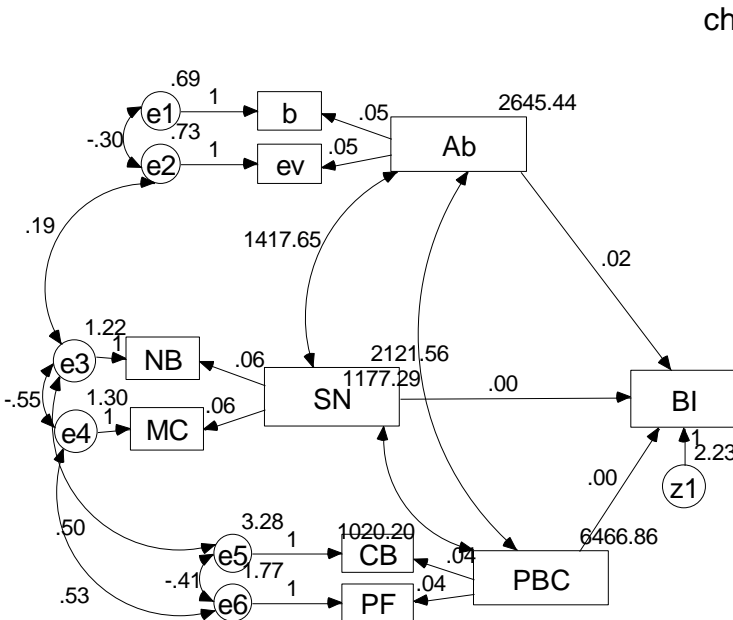 ch
.69
1
e1
b
.05
2645.44
Ab
-.30
.73
1
e2
ev
.05
.19
1417.65
.02
1.22
1
e3
NB
.06
2121.56
1177.29
SN
.00
BI
-.55
1.30
1
e4
MC
.06
1
2.23
z1
.00
.50
3.28
1
e5
1020.20
CB
.04
6466.86
PBC
-.41
1.77
1
e6
PF
.04
.53